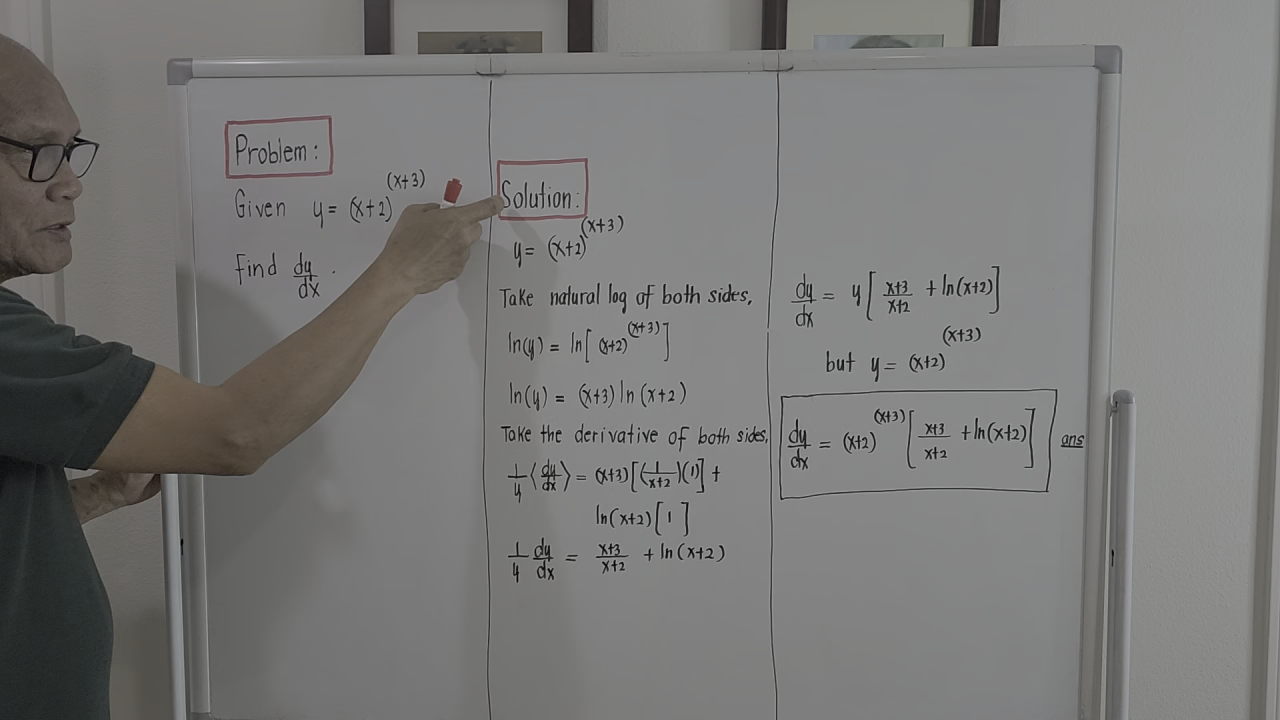 Problem:
Given y = (x+2)^(x+3)
Find dy/dx.
Solution:
y = (x+2)^(x+3)
Take natural log of both sides,
ln(y) = ln[(x+2)^(x+3)]
ln(y) = (x+3) ln(x+2)
Take the derivative of both sides,
1/y ⟨dy/dx⟩ = (x+3)[(1/(x+2))(1)] +
ln(x+2)[1]
1/y dy/dx = (x+3)/(x+2) + ln(x+2)
dy/dx = y[(x+3)/(x+2) + ln(x+2)]
but y = (x+2)^(x+3)
dy/dx = (x+2)^(x+3) [(x+3)/(x+2) + ln(x+2)] ans